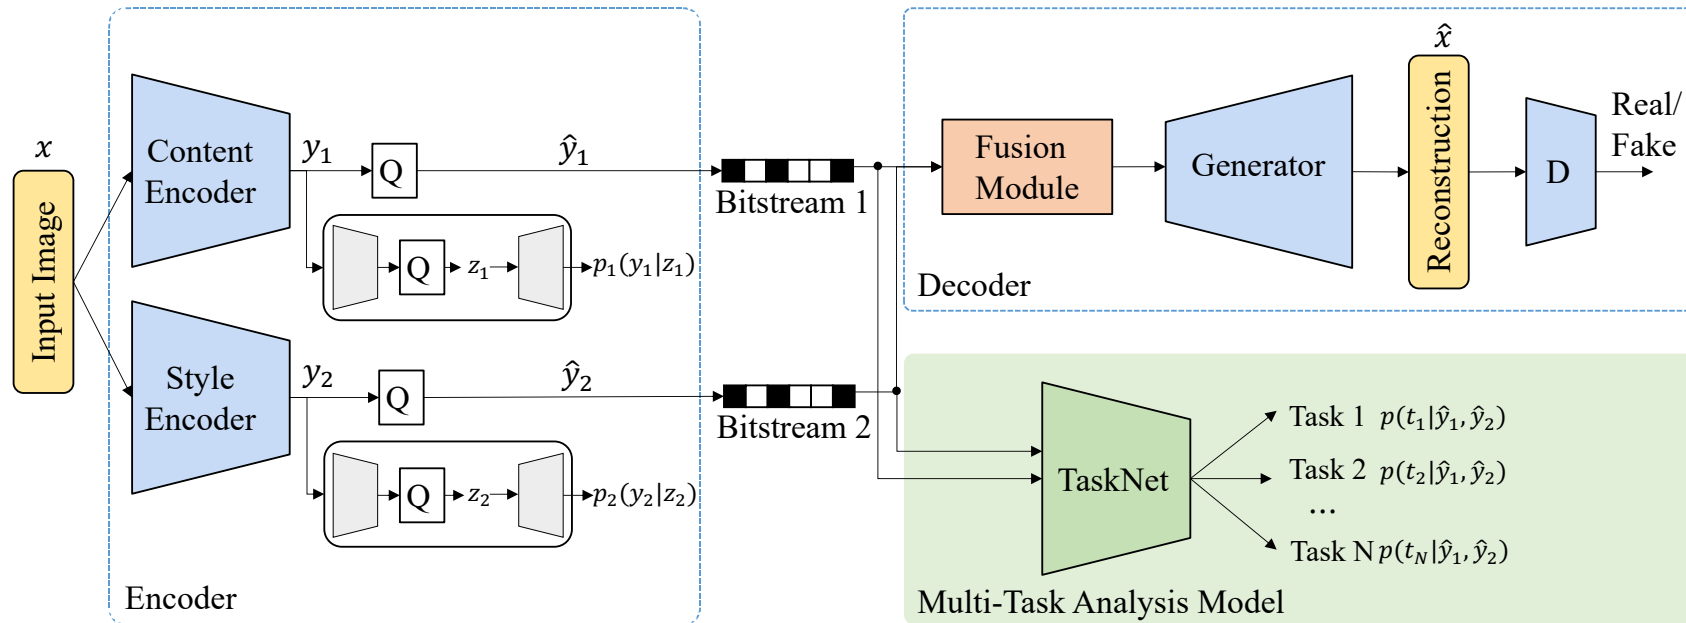 x
Input Image
Content
Encoder
y₁
Q
ŷ₁
Q
z₁
p₁(y₁|z₁)
Style
Encoder
y₂
Q
ŷ₂
Q
z₂
p₂(y₂|z₂)
Encoder
Bitstream 1
Bitstream 2
Fusion
Module
Generator
x̂
Reconstruction
D
Real/
Fake
Decoder
TaskNet
Task 1 p(t₁|ŷ₁, ŷ₂)
Task 2 p(t₂|ŷ₁, ŷ₂)
...
Task N p(t_N|ŷ₁, ŷ₂)
Multi-Task Analysis Model